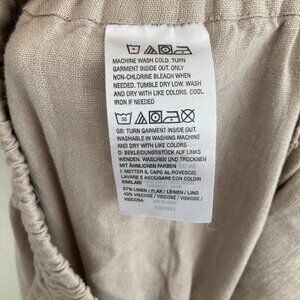 MACHINE WASH COLD. TURN
GARMENT INSIDE OUT. ONLY
NON-CHLORINE BLEACH WHEN
NEEDED. TUMBLE DRY LOW. WASH
AND DRY WITH LIKE COLORS. COOL
IRON IF NEEDED
GB: TURN GARMENT INSIDE OUT.
WASHABLE IN WASHING MACHINE
AND DRY WITH LIKE COLORS
D: BEKLEIDUNGSSTÜCK AUF LINKS
WENDEN. WASCHEN UND TROCKNEN
MIT ÄHNLICHEN FARBEN
I: METTERE IL CAPO AL ROVESCIO.
LAVARE E ASCIUGARE CON COLORI
SIMILARI
57% LINEN / FLAX / LEINEN / LINO
43% VISCOSE / VISKOSE / VISCOSE /
VISCOSA